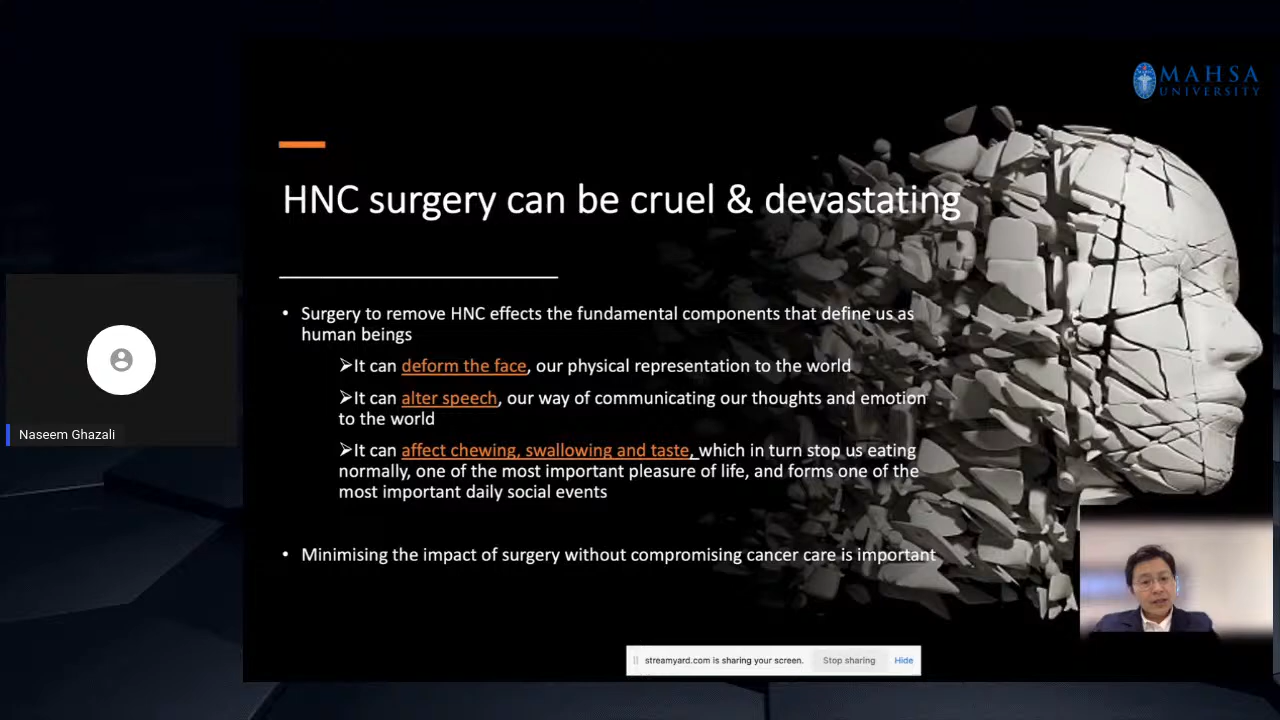 MAHSA
UNIVERSITY
HNC surgery can be cruel & devastating
• Surgery to remove HNC effects the fundamental components that define us as
human beings
➢It can deform the face, our physical representation to the world
➢It can alter speech, our way of communicating our thoughts and emotion
to the world
➢It can affect chewing, swallowing and taste, which in turn stop us eating
normally, one of the most important pleasure of life, and forms one of the
most important daily social events
• Minimising the impact of surgery without compromising cancer care is important
Naseem Ghazali
streamyard.com is sharing your screen. Stop sharing Hide